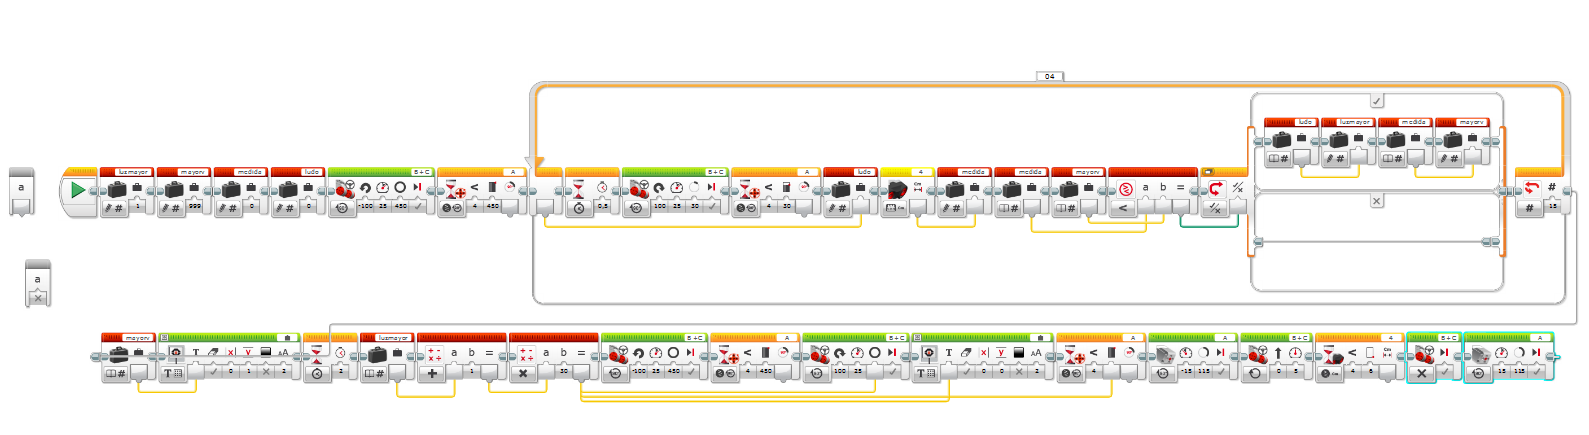 04
ludo luzmayor medida mayorv
a
luzmayor mayorv medida ludo B+C A ludo 4 medida medida mayorv
< a b = #
# 1 # 999 # 0 # 0 -100 25 450 4 450 0,5 100 25 30 4 30 # # # # < # 15
a
mayorv luzmayor B+C A B+C A A B+C 4 B+C A
T x y AA a b = a b = < T x y AA < <
# T 0 1 2 2 # 1 30 -100 25 450 4 450 100 25 T 0 0 2 4 -15 115 0 5 4 6 15 115